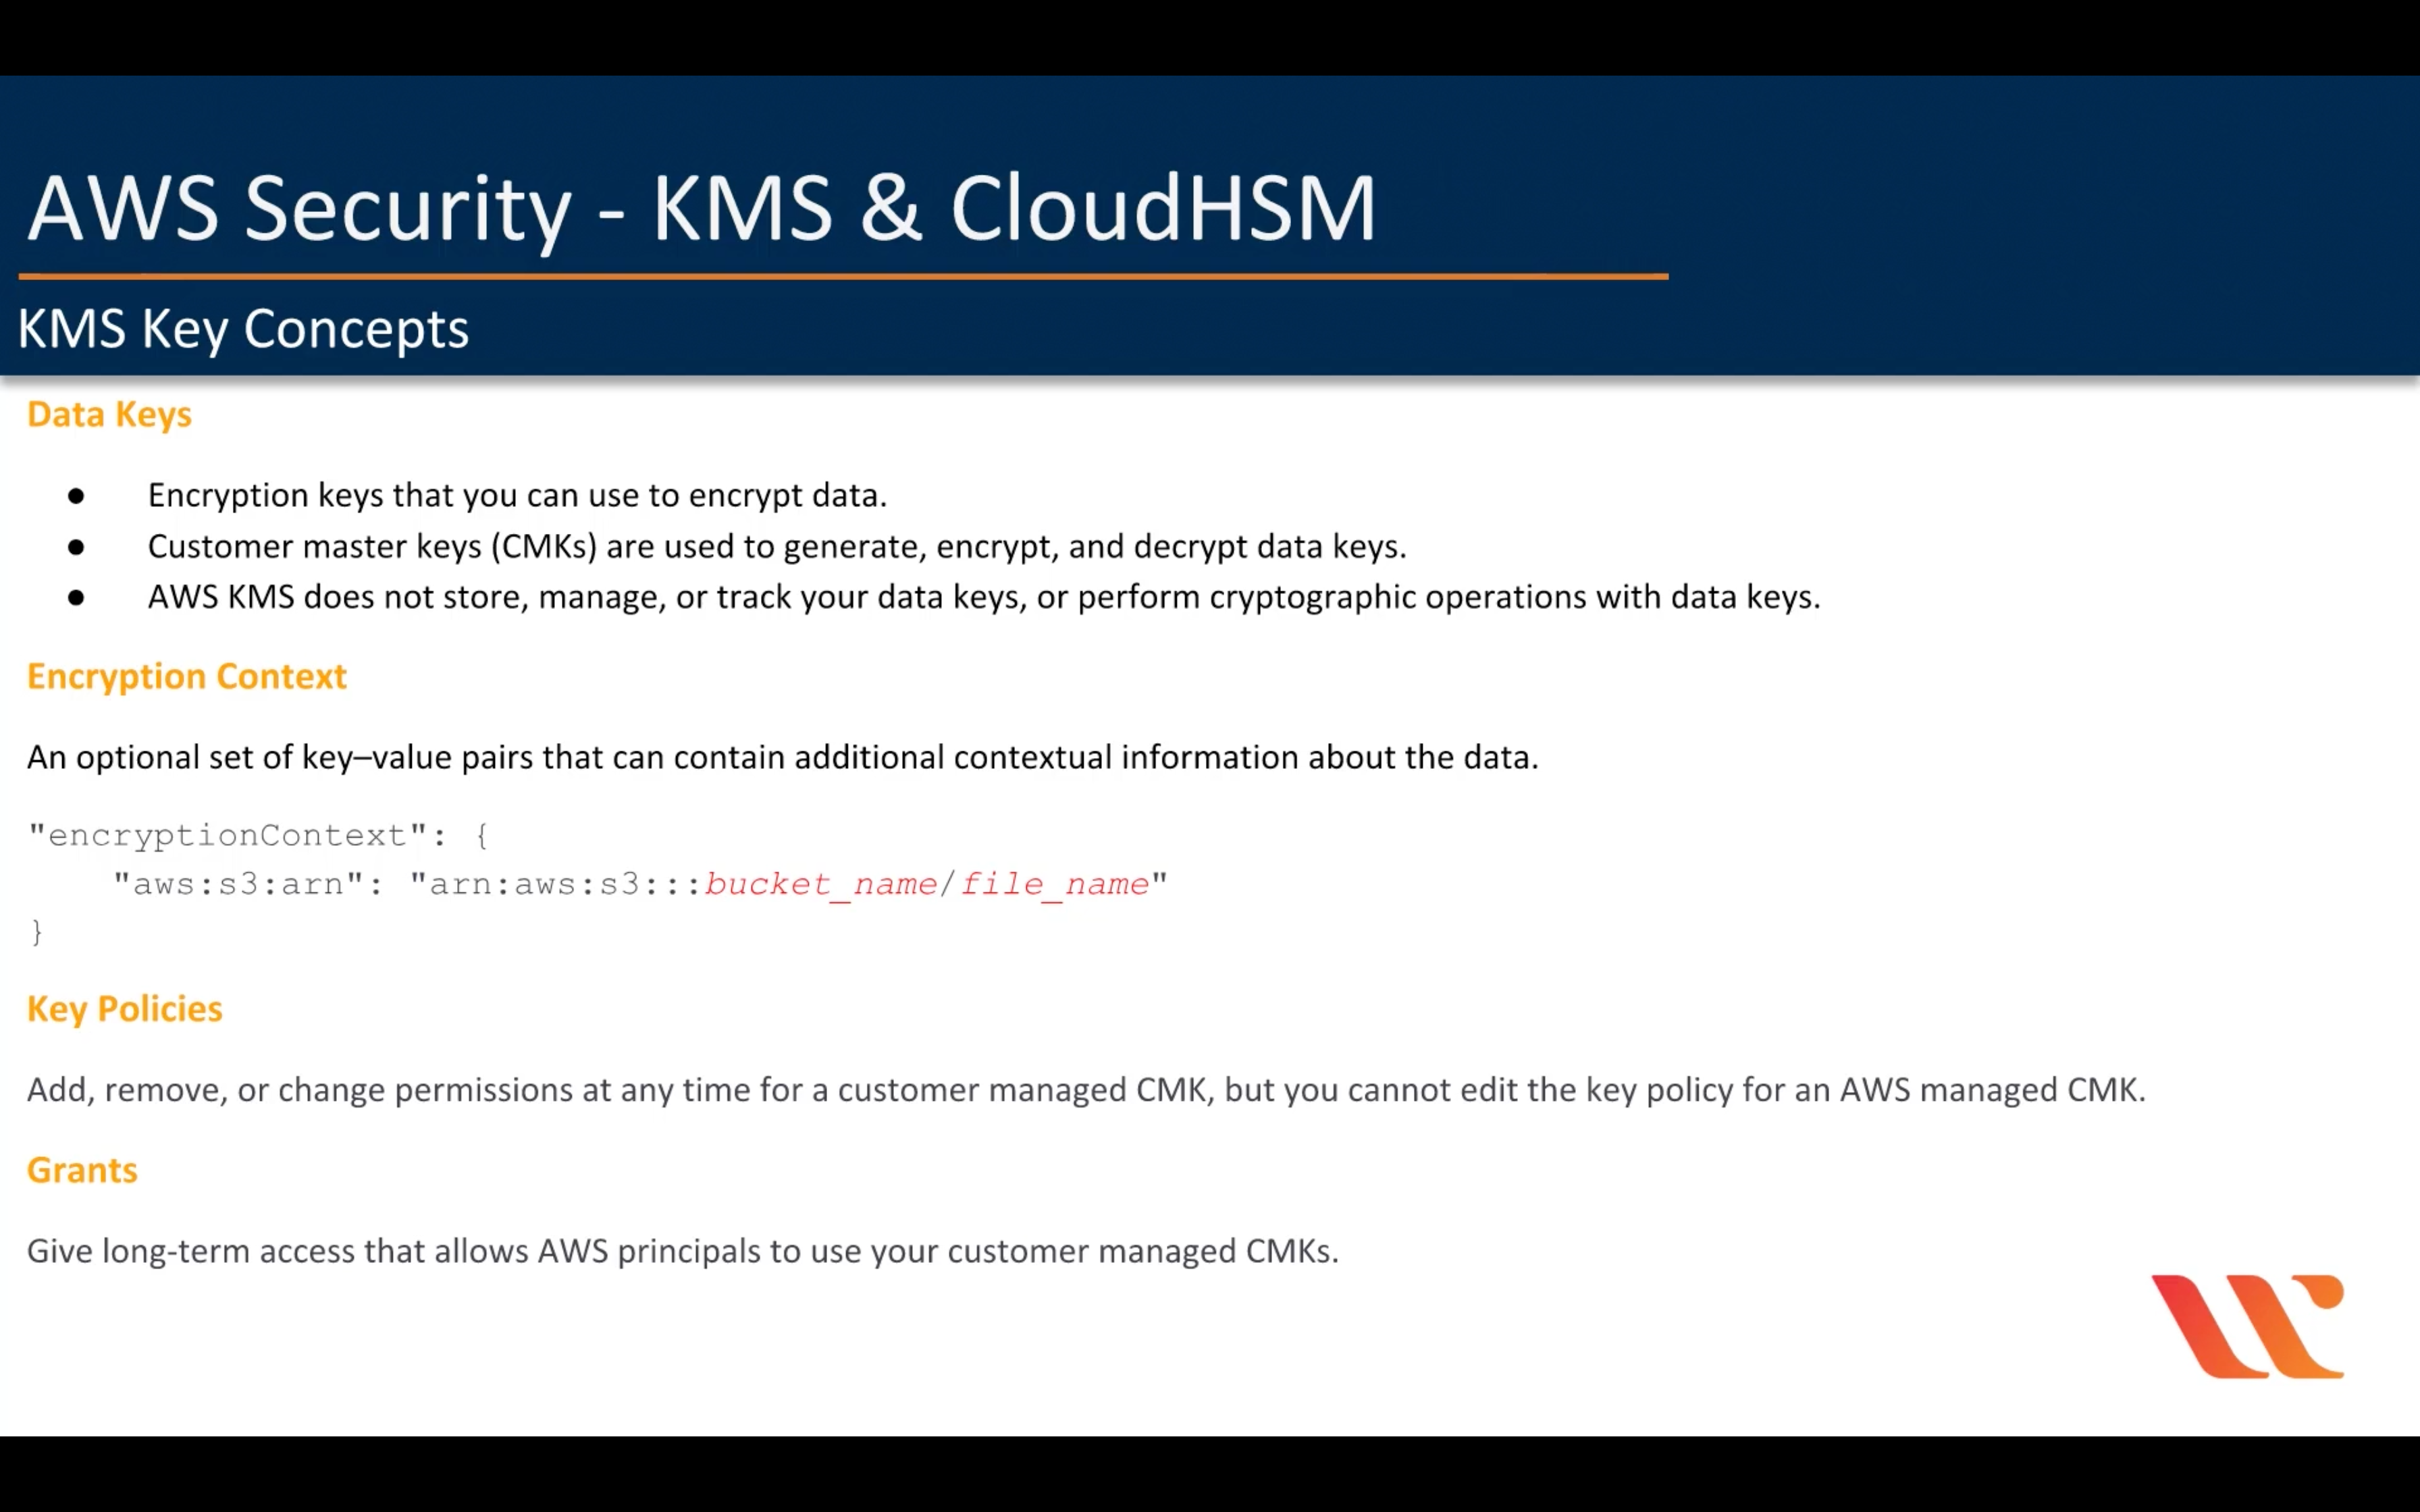 AWS Security - KMS & CloudHSM
KMS Key Concepts
Data Keys
● Encryption keys that you can use to encrypt data.
● Customer master keys (CMKs) are used to generate, encrypt, and decrypt data keys.
● AWS KMS does not store, manage, or track your data keys, or perform cryptographic operations with data keys.
Encryption Context
An optional set of key–value pairs that can contain additional contextual information about the data.
"encryptionContext": {
    "aws:s3:arn": "arn:aws:s3:::bucket_name/file_name"
}
Key Policies
Add, remove, or change permissions at any time for a customer managed CMK, but you cannot edit the key policy for an AWS managed CMK.
Grants
Give long-term access that allows AWS principals to use your customer managed CMKs.